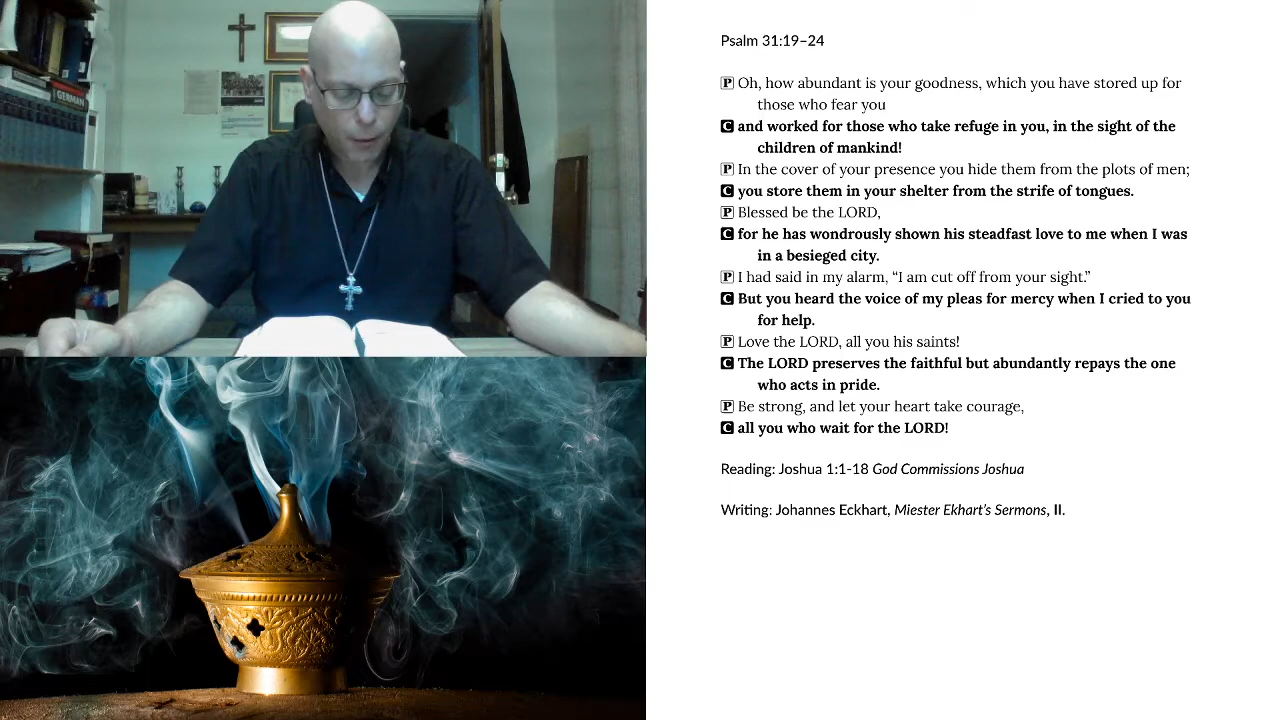 GERMAN
Psalm 31:19–24
P Oh, how abundant is your goodness, which you have stored up for
those who fear you
C and worked for those who take refuge in you, in the sight of the
children of mankind!
P In the cover of your presence you hide them from the plots of men;
C you store them in your shelter from the strife of tongues.
P Blessed be the LORD,
C for he has wondrously shown his steadfast love to me when I was
in a besieged city.
P I had said in my alarm, “I am cut off from your sight.”
C But you heard the voice of my pleas for mercy when I cried to you
for help.
P Love the LORD, all you his saints!
C The LORD preserves the faithful but abundantly repays the one
who acts in pride.
P Be strong, and let your heart take courage,
C all you who wait for the LORD!
Reading: Joshua 1:1-18 God Commissions Joshua
Writing: Johannes Eckhart, Miester Ekhart’s Sermons, II.